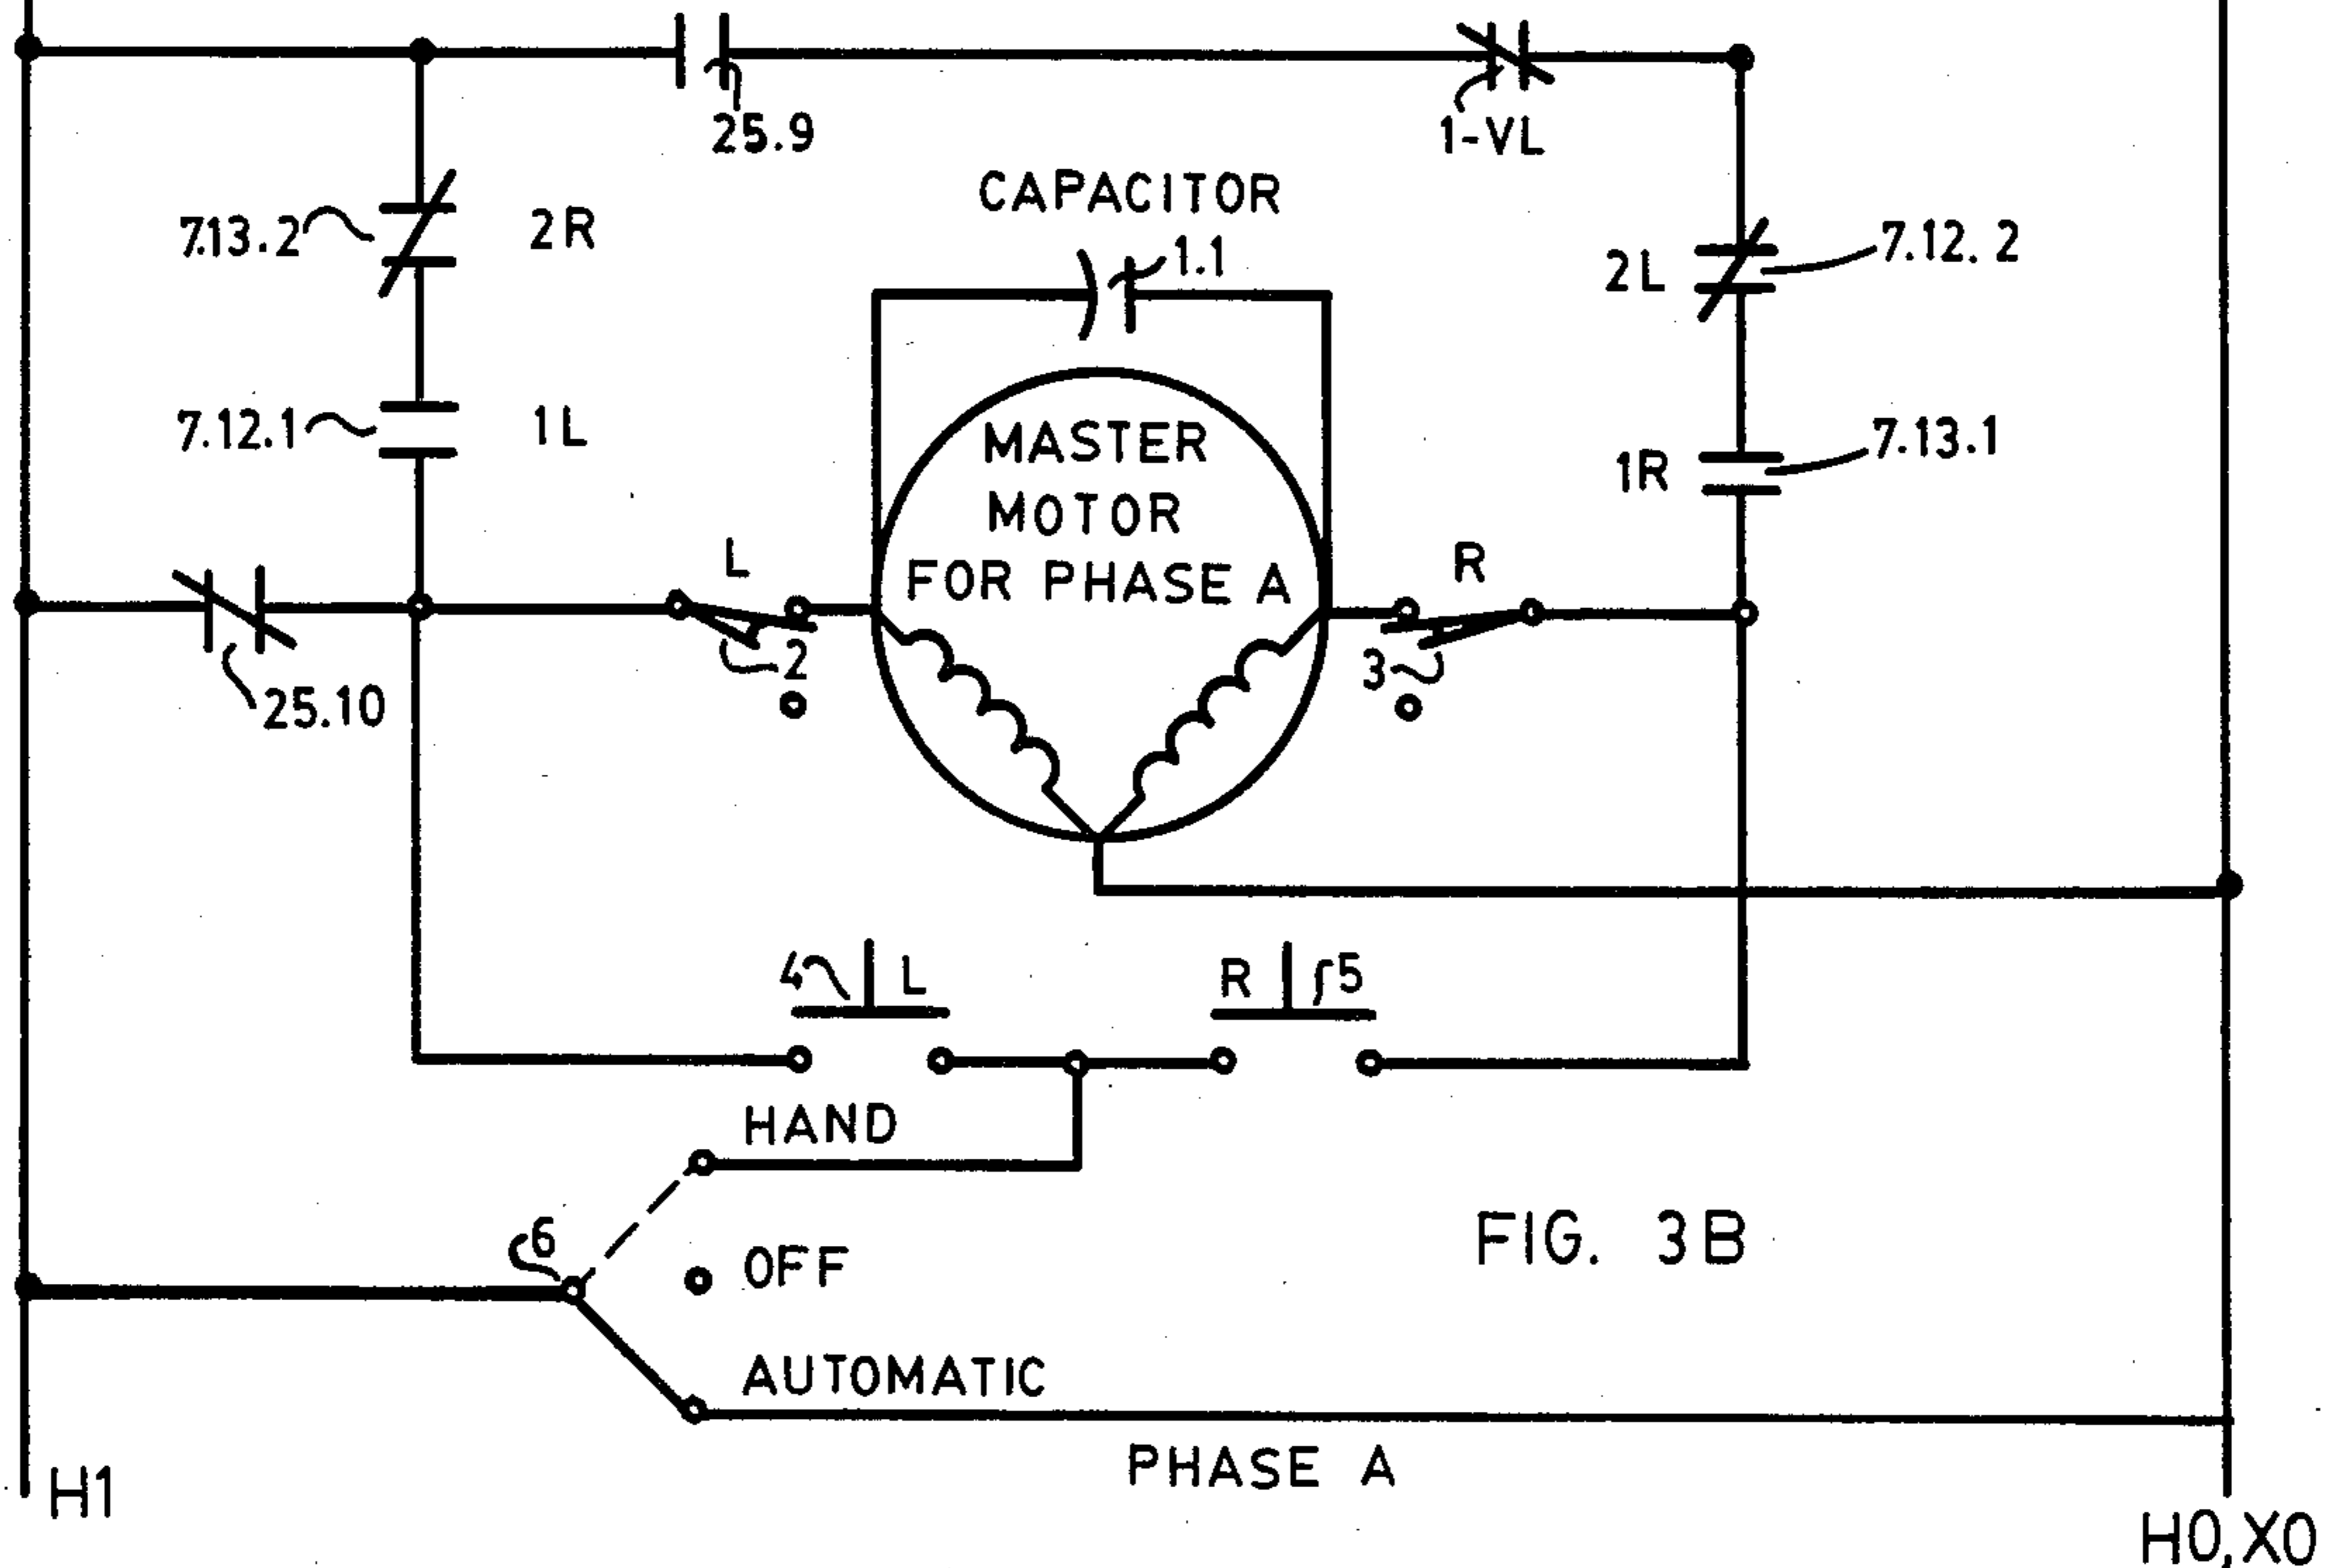 25.9
1-VL
CAPACITOR
1.1
7.13.2
2R
2L
7.12.2
7.12.1
1L
MASTER
MOTOR
FOR PHASE A
1R
7.13.1
L
R
2
3
25.10
4
L
R
5
HAND
6
OFF
FIG. 3B
AUTOMATIC
PHASE A
H1
H0,X0